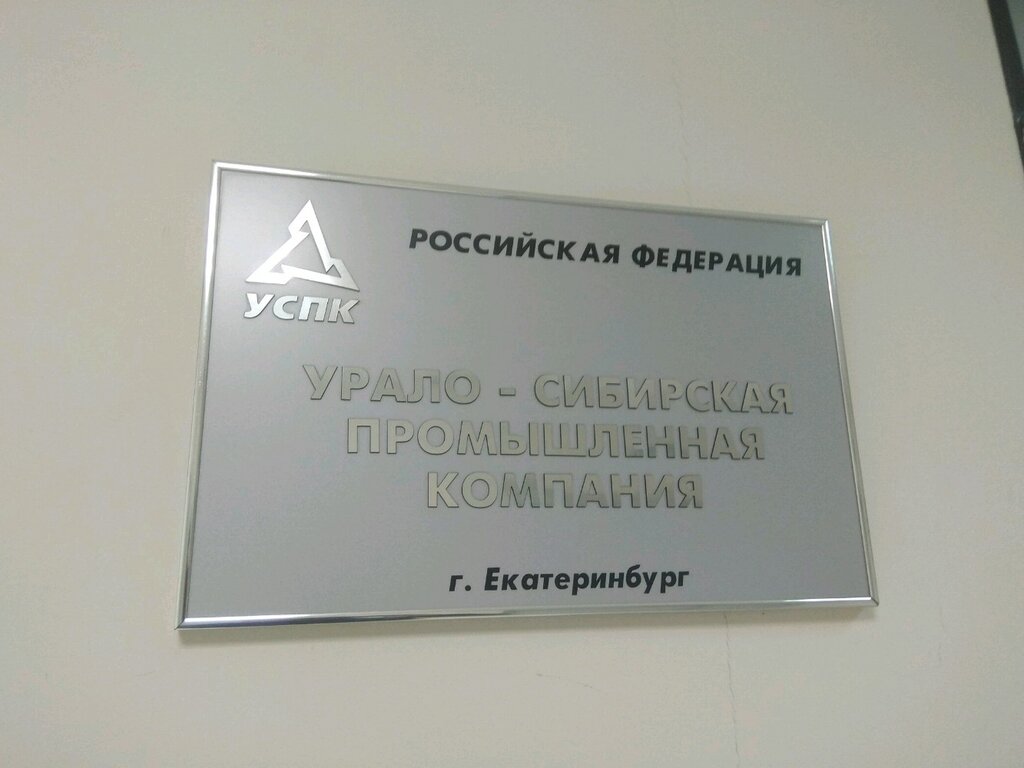 РОССИЙСКАЯ ФЕДЕРАЦИЯ
УСПК
УРАЛО - СИБИРСКАЯ
ПРОМЫШЛЕННАЯ
КОМПАНИЯ
г. Екатеринбург